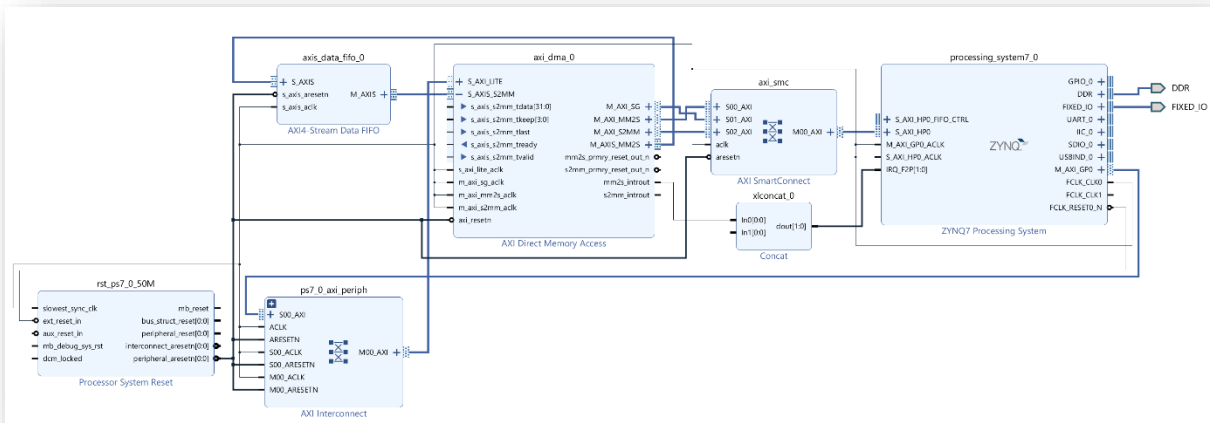 axis_data_fifo_0
S_AXIS
s_axis_aresetn
s_axis_aclk
M_AXIS
AXI4-Stream Data FIFO
axi_dma_0
S_AXI_LITE
S_AXIS_S2MM
s_axis_s2mm_tdata[31:0]
s_axis_s2mm_tkeep[3:0]
s_axis_s2mm_tlast
s_axis_s2mm_tready
s_axis_s2mm_tvalid
s_axi_lite_aclk
m_axi_sg_aclk
m_axi_mm2s_aclk
m_axi_s2mm_aclk
axi_resetn
M_AXI_SG
M_AXI_MM2S
M_AXI_S2MM
M_AXIS_MM2S
mm2s_prmry_reset_out_n
s2mm_prmry_reset_out_n
mm2s_introut
s2mm_introut
AXI Direct Memory Access
axi_smc
S00_AXI
S01_AXI
S02_AXI
aclk
aresetn
M00_AXI
AXI SmartConnect
xlconcat_0
In0[0:0]
In1[0:0]
dout[1:0]
Concat
processing_system7_0
S_AXI_HP0_FIFO_CTRL
S_AXI_HP0
M_AXI_GP0_ACLK
S_AXI_HP0_ACLK
IRQ_F2P[1:0]
ZYNQ
GPIO_0
DDR
FIXED_IO
UART_0
IIC_0
SDIO_0
USBIND_0
M_AXI_GP0
FCLK_CLK0
FCLK_CLK1
FCLK_RESET0_N
ZYNQ7 Processing System
DDR
FIXED_IO
rst_ps7_0_50M
slowest_sync_clk
ext_reset_in
aux_reset_in
mb_debug_sys_rst
dcm_locked
mb_reset
bus_struct_reset[0:0]
peripheral_reset[0:0]
interconnect_aresetn[0:0]
peripheral_aresetn[0:0]
Processor System Reset
ps7_0_axi_periph
S00_AXI
ACLK
ARESETN
S00_ACLK
S00_ARESETN
M00_ACLK
M00_ARESETN
M00_AXI
AXI Interconnect